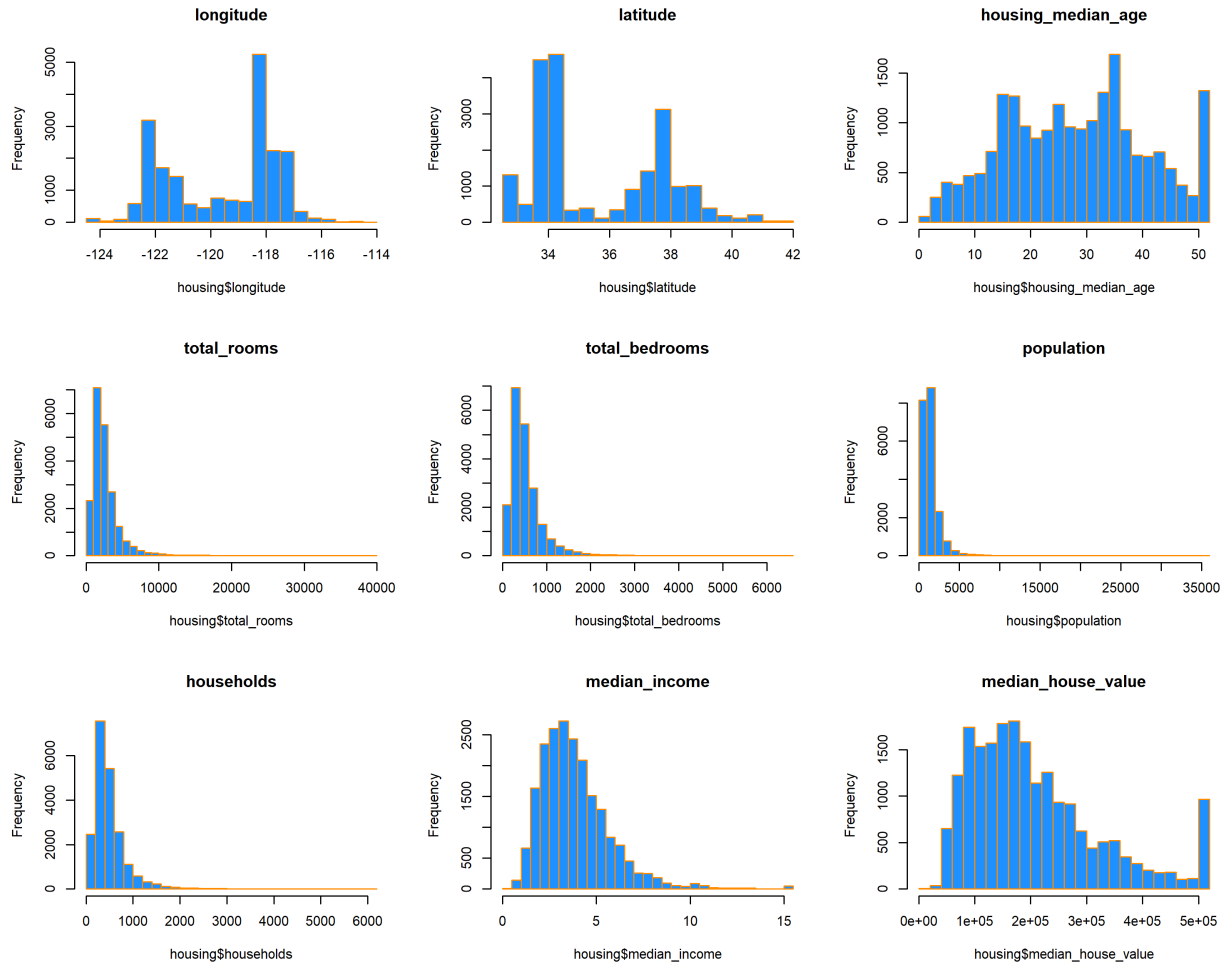 longitude
Frequency
0 1000 3000 5000
-124 -122 -120 -118 -116 -114
housing$longitude
latitude
Frequency
0 1000 3000
34 36 38 40 42
housing$latitude
housing_median_age
Frequency
0 500 1000 1500
0 10 20 30 40 50
housing$housing_median_age
total_rooms
Frequency
0 2000 4000 6000
0 10000 20000 30000 40000
housing$total_rooms
total_bedrooms
Frequency
0 2000 4000 6000
0 1000 2000 3000 4000 5000 6000
housing$total_bedrooms
population
Frequency
0 2000 6000
0 5000 15000 25000 35000
housing$population
households
Frequency
0 2000 4000 6000
0 1000 2000 3000 4000 5000 6000
housing$households
median_income
Frequency
0 500 1500 2500
0 5 10 15
housing$median_income
median_house_value
Frequency
0 500 1000 1500
0e+00 1e+05 2e+05 3e+05 4e+05 5e+05
housing$median_house_value